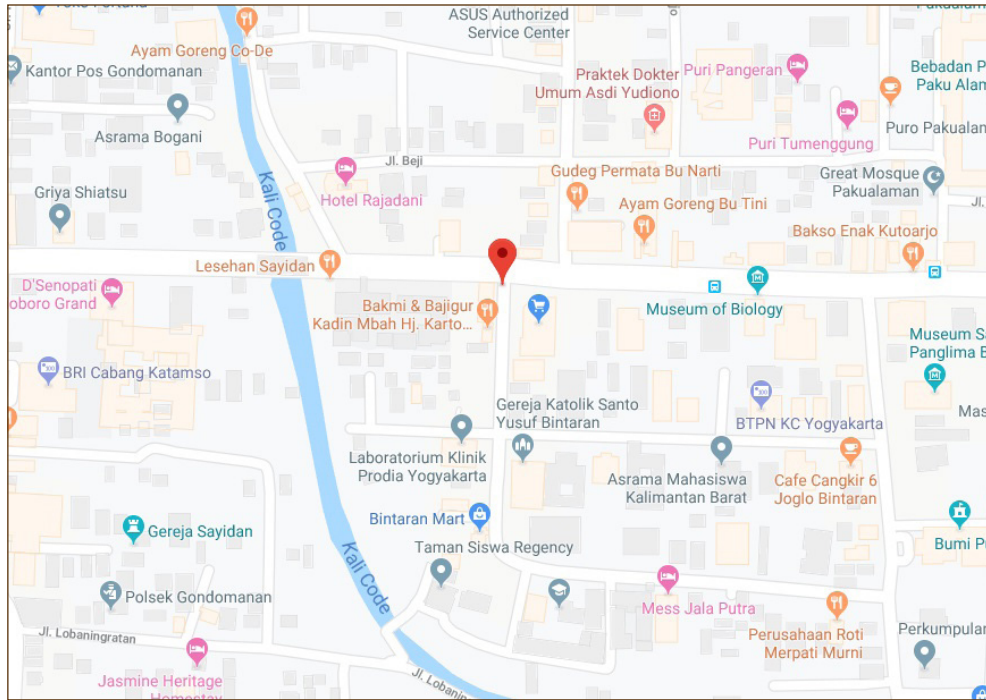 ASUS Authorized
Service Center
Ayam Goreng Co-De
Kantor Pos Gondomanan
Praktek Dokter
Umum Asdi Yudiono
Puri Pangeran
Bebadan P
Paku Alam
Asrama Bogani
Puri Tumenggung
Puro Pakualam
Jl. Beji
Hotel Rajadani
Gudeg Permata Bu Narti
Great Mosque
Pakualaman
Griya Shiatsu
Kali Code
Ayam Goreng Bu Tini
Jl.
Bakso Enak Kutoarjo
Lesehan Sayidan
D'Senopati
oboro Grand
Bakmi & Bajigur
Kadin Mbah Hj. Karto...
Museum of Biology
Museum Sa
Panglima B
BRI Cabang Katamso
Gereja Katolik Santo
Yusuf Bintaran
BTPN KC Yogyakarta
Mas
Laboratorium Klinik
Prodia Yogyakarta
Asrama Mahasiswa
Kalimantan Barat
Cafe Cangkir 6
Joglo Bintaran
Bintaran Mart
Gereja Sayidan
Taman Siswa Regency
Bumi Pu
Kali Code
Polsek Gondomanan
Mess Jala Putra
Jl. Lobaningratan
Perusahaan Roti
Merpati Murni
Perkumpulan
Jasmine Heritage
Homestay
Jl. Lobanin